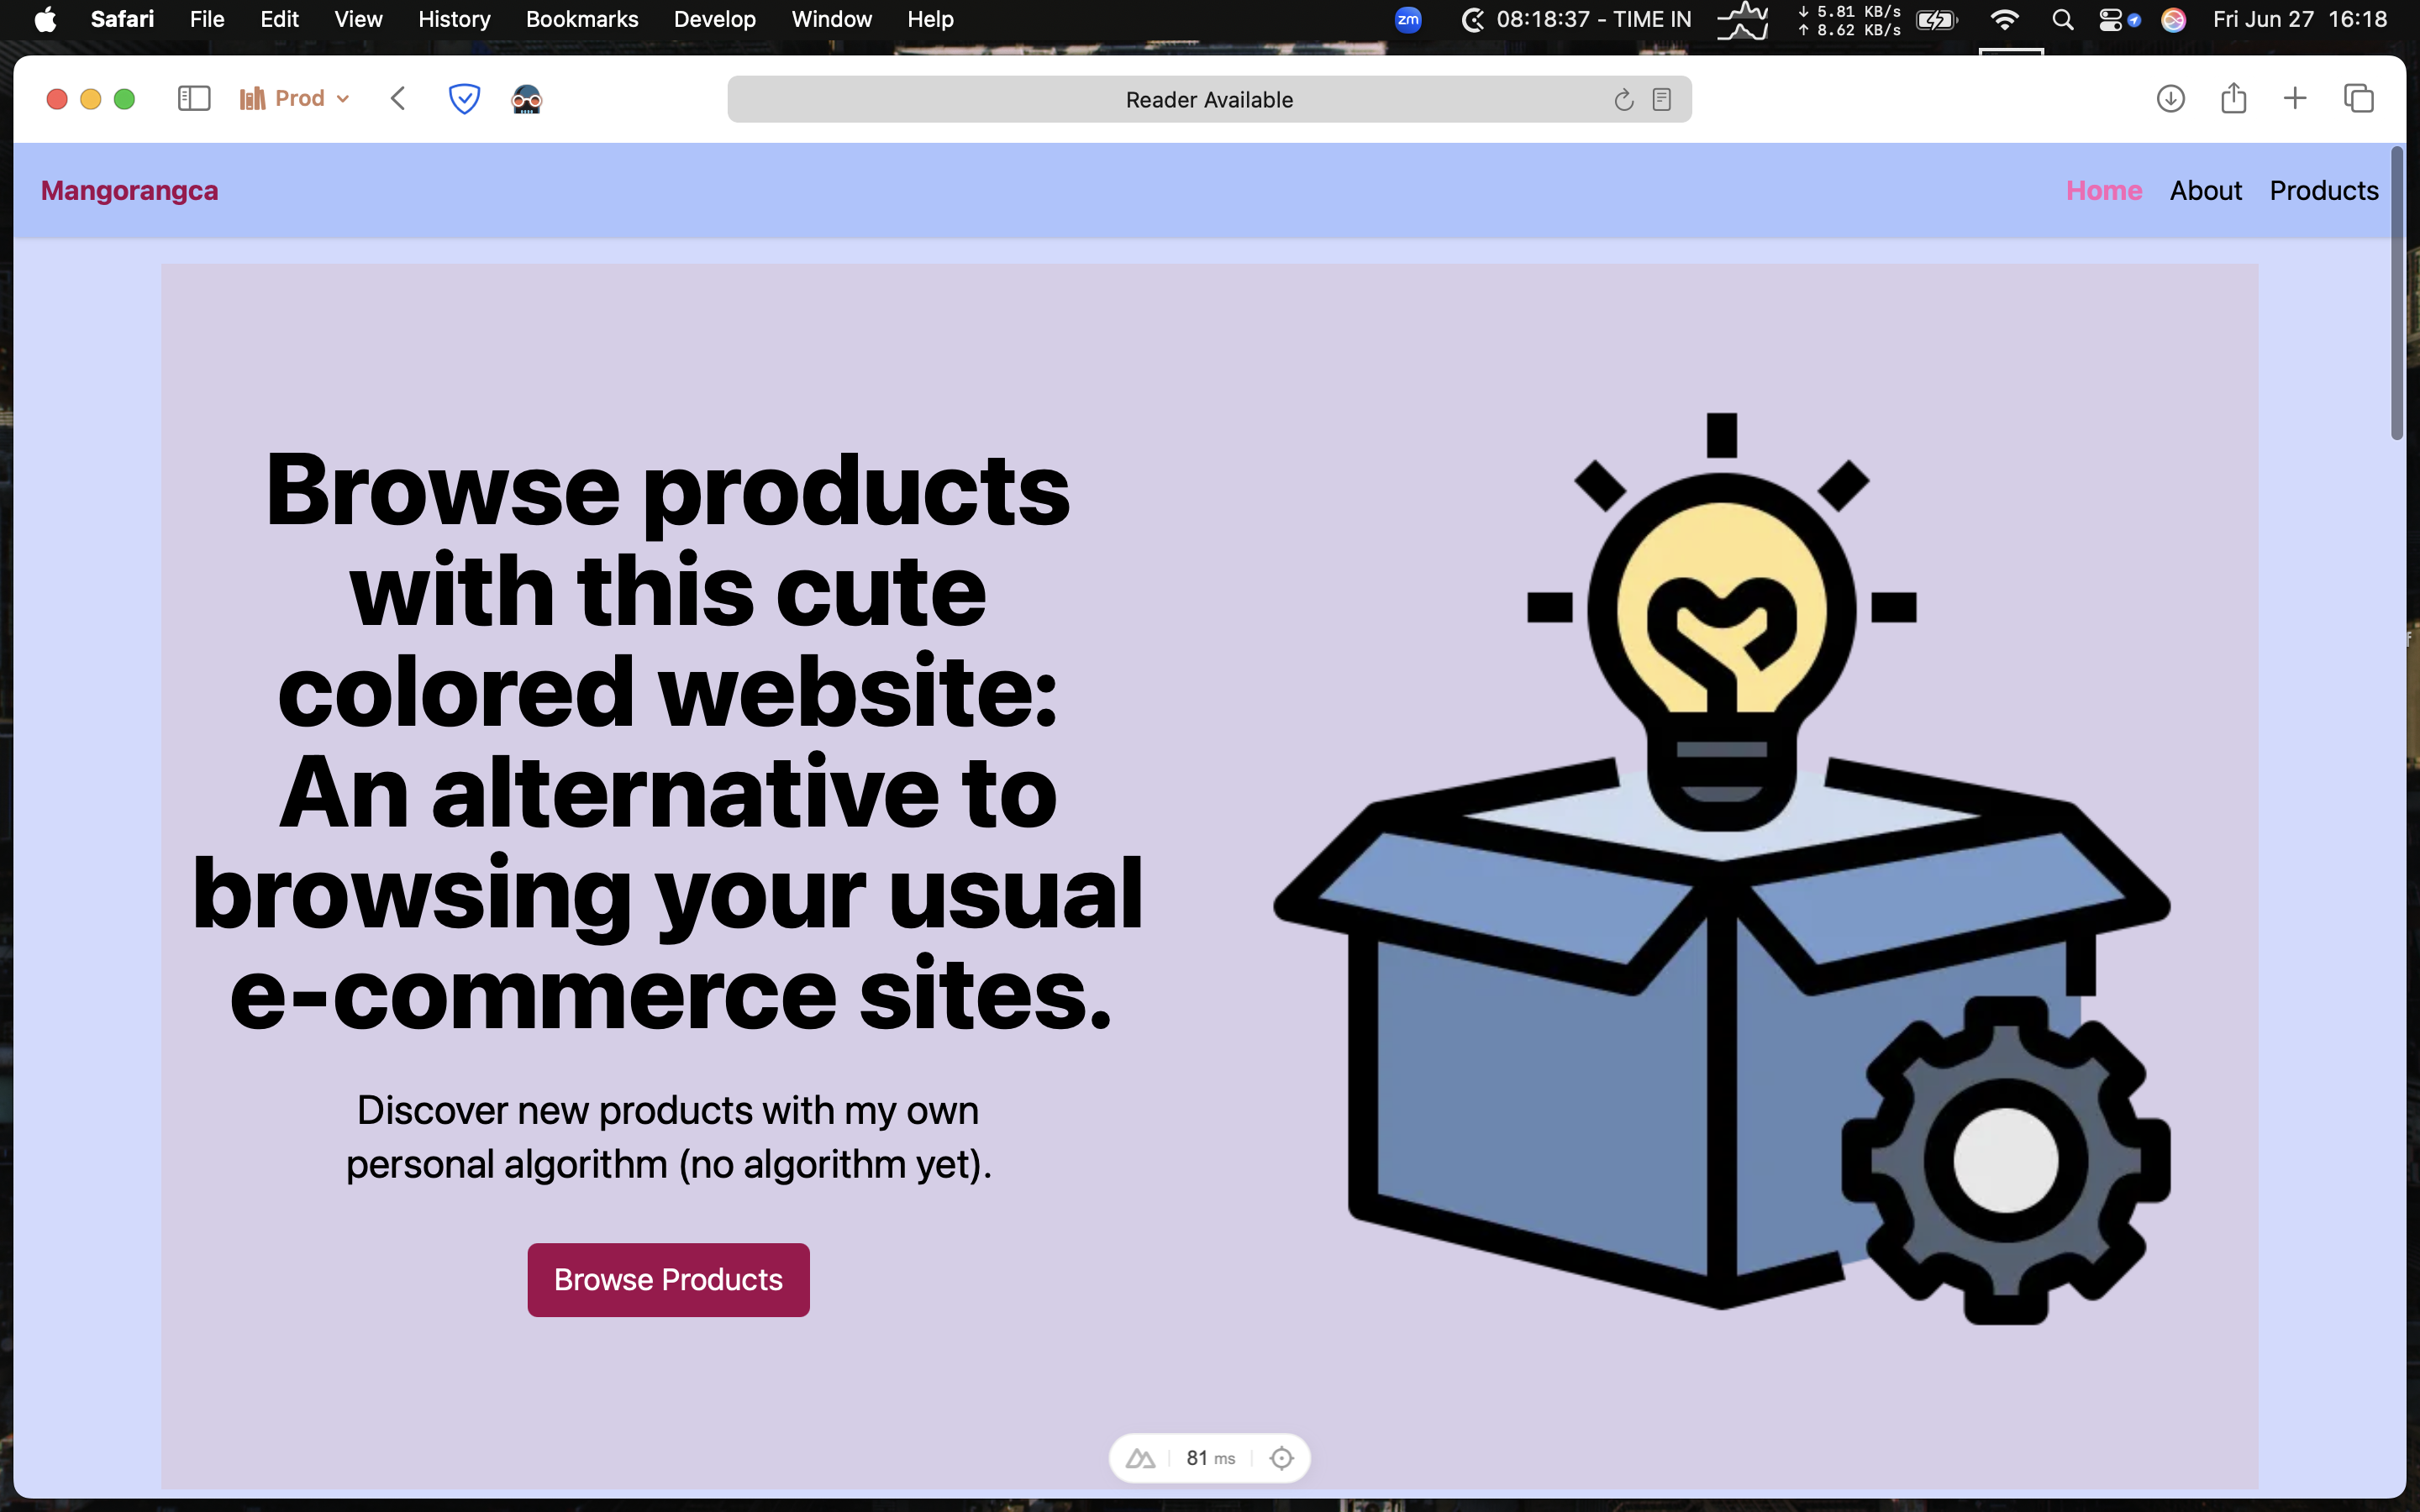 Safari File Edit View History Bookmarks Develop Window Help zm 08:18:37 - TIME IN ↓ 5.81 KB/s ↑ 8.62 KB/s Fri Jun 27 16:18
Prod Reader Available
Mangorangca Home About Products
Browse products
with this cute
colored website:
An alternative to
browsing your usual
e-commerce sites.
Discover new products with my own
personal algorithm (no algorithm yet).
Browse Products
81 ms